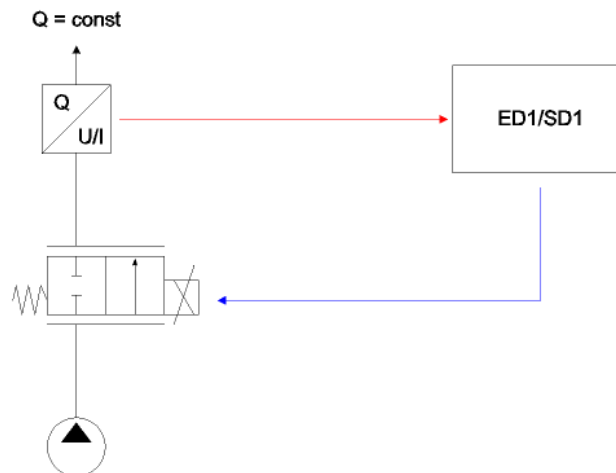 Q = const
Q
U/I
ED1/SD1